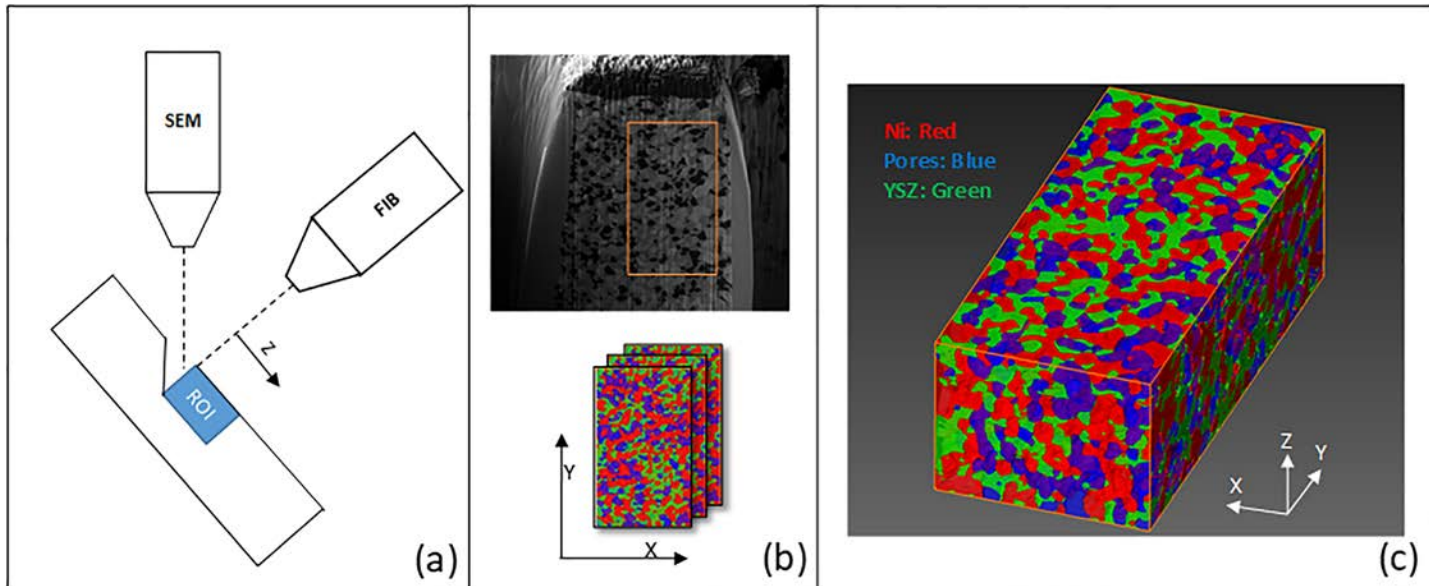 SEM
FIB
Z
ROI
(a)
Y
X
(b)
Ni: Red
Pores: Blue
YSZ: Green
Z
Y
X
(c)